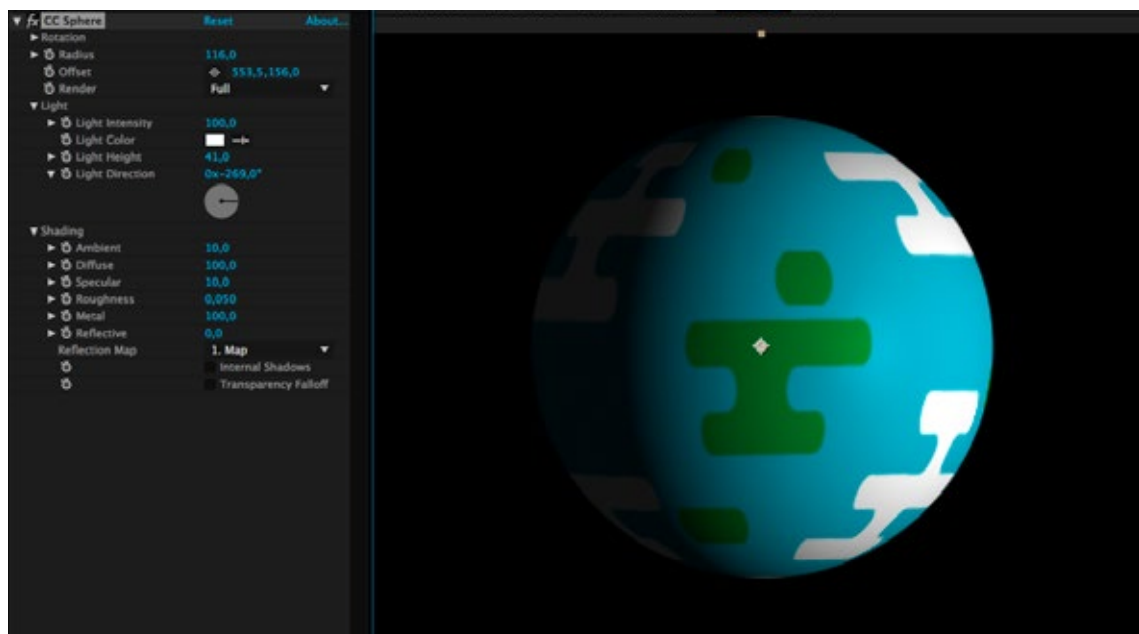 fx CC Sphere Reset About...
Rotation
Radius 116,0
Offset 553,5,156,0
Render Full
Light
Light Intensity 100,0
Light Color
Light Height 41,0
Light Direction 0x-269,0°
Shading
Ambient 10,0
Diffuse 100,0
Specular 10,0
Roughness 0,050
Metal 100,0
Reflective 0,0
Reflection Map 1. Map
Internal Shadows
Transparency Falloff